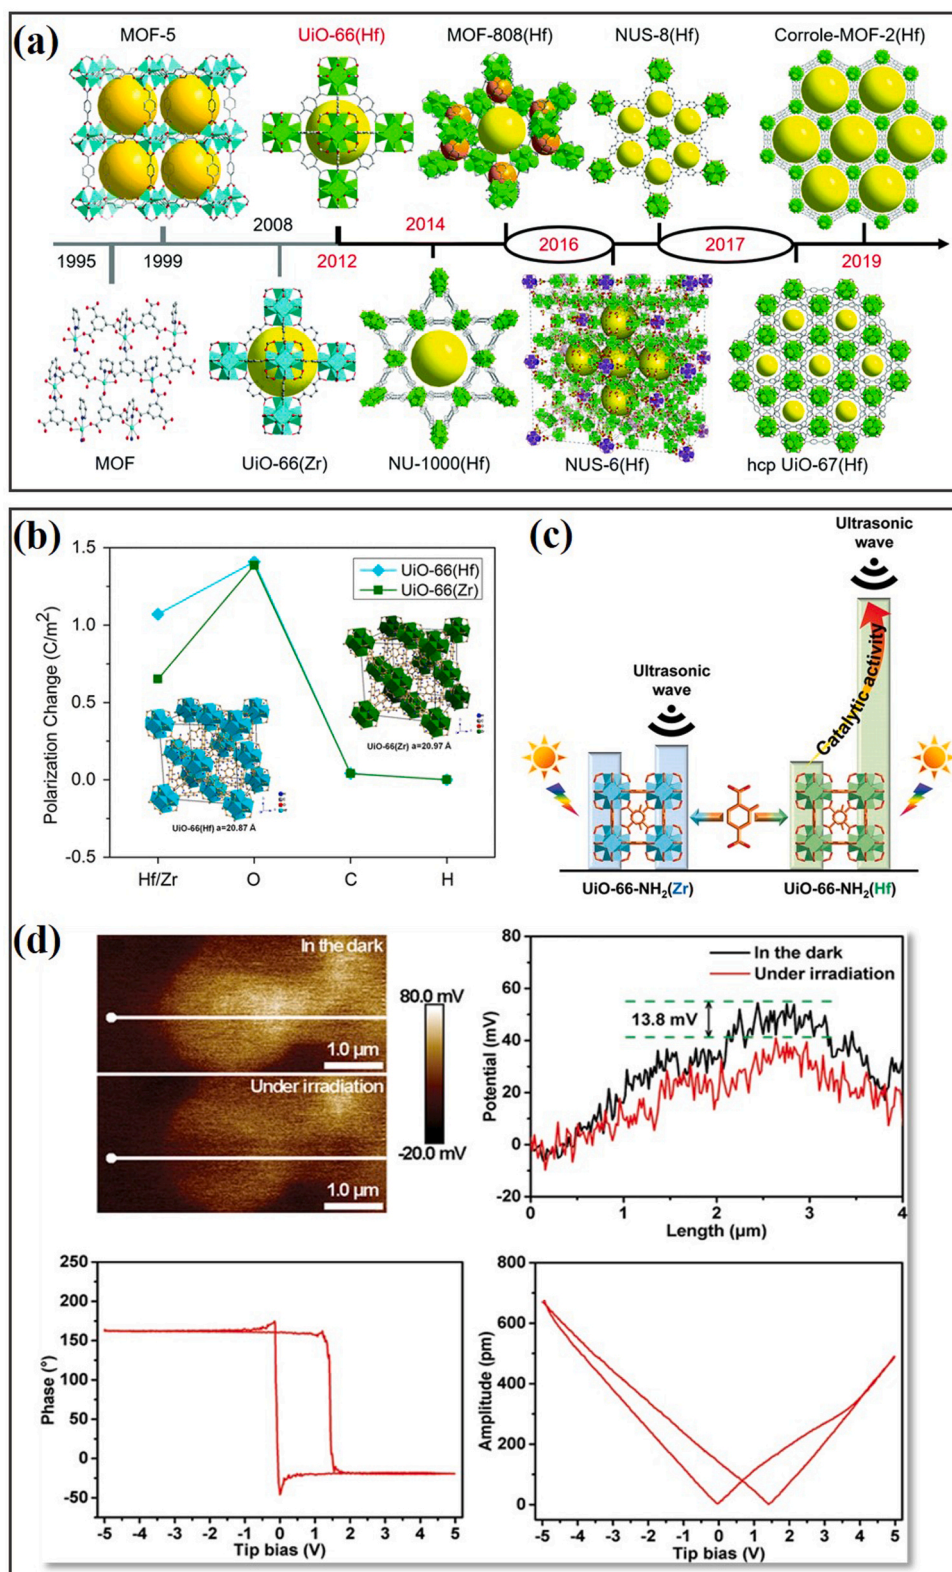 (a)
MOF-5
UiO-66(Hf)
MOF-808(Hf)
NUS-8(Hf)
Corrole-MOF-2(Hf)
1995
1999
2008
2012
2014
2016
2017
2019
MOF
UiO-66(Zr)
NU-1000(Hf)
NUS-6(Hf)
hcp UiO-67(Hf)
(b)
Polarization Change (C/m²)
1.5
1.0
0.5
0.0
-0.5
UiO-66(Hf)
UiO-66(Zr)
UiO-66(Zr) a=20.97 Å
UiO-66(Hf) a=20.87 Å
Hf/Zr
O
C
H
(c)
Ultrasonic
wave
Ultrasonic
wave
Catalytic activity
UiO-66-NH₂(Zr)
UiO-66-NH₂(Hf)
(d)
In the dark
1.0 µm
Under irradiation
1.0 µm
80.0 mV
-20.0 mV
Potential (mV)
80
60
40
20
0
-20
In the dark
Under irradiation
13.8 mV
0
1
2
3
4
Length (µm)
Phase (°)
250
200
150
100
50
0
-50
-5
-4
-3
-2
-1
0
1
2
3
4
5
Tip bias (V)
Amplitude (pm)
800
600
400
200
0
-5
-4
-3
-2
-1
0
1
2
3
4
5
Tip bias (V)